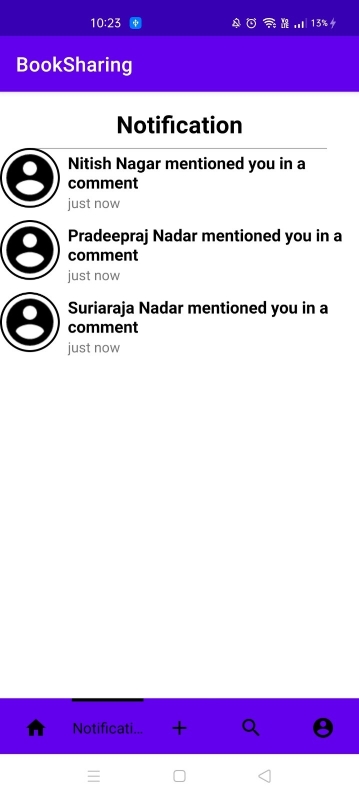 10:23
13%
BookSharing
Notification
Nitish Nagar mentioned you in a
comment
just now
Pradeepraj Nadar mentioned you in a
comment
just now
Suriaraja Nadar mentioned you in a
comment
just now
Notificati...